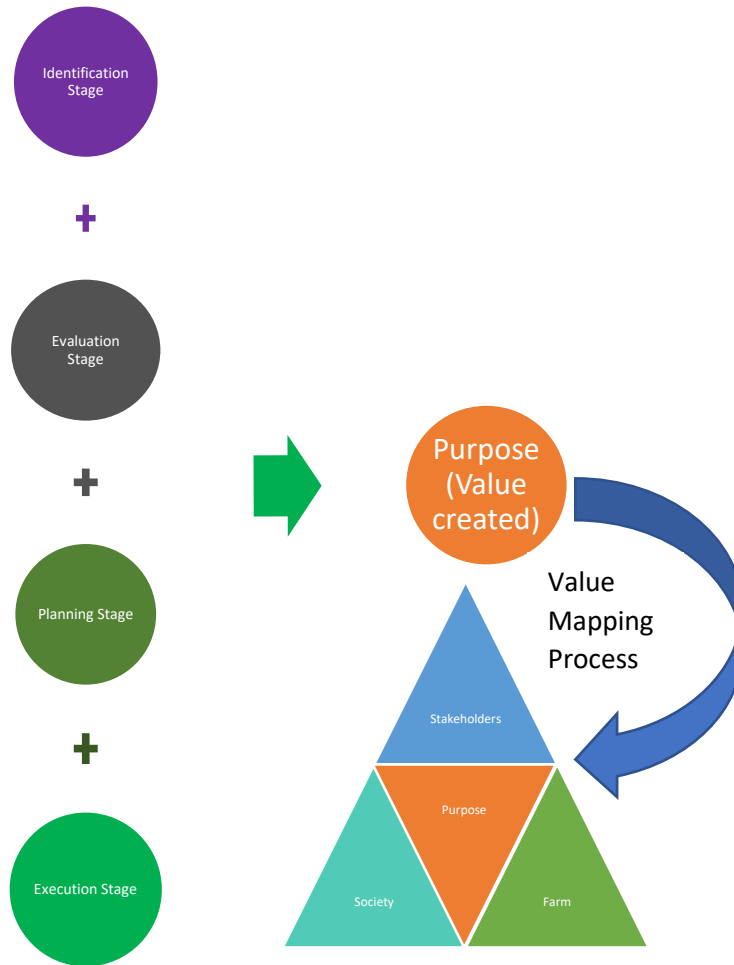 Identification
Stage
+
Evaluation
Stage
+
Planning Stage
+
Execution Stage
Purpose
(Value
created)
Value
Mapping
Process
Stakeholders
Purpose
Society
Farm